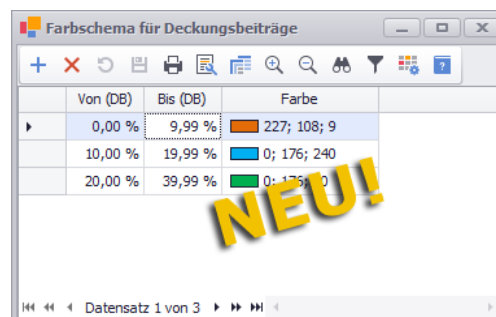 Farbschema für Deckungsbeiträge
Von (DB) Bis (DB) Farbe
0,00 % 9,99 % 227; 108; 9
10,00 % 19,99 % 0; 176; 240
20,00 % 39,99 % 0;
NEU!
Datensatz 1 von 3